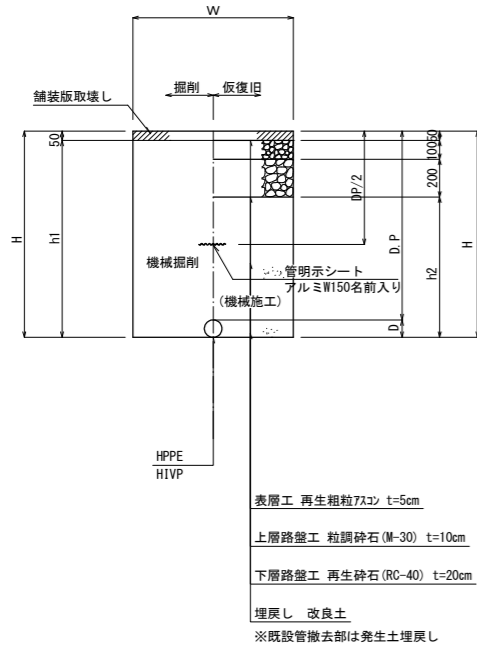 W
掘削
仮復旧
舗装版取壊し
50
50
100
200
DP/2
D.P
H
h1
h2
H
機械掘削
管明示シート
アルミW150名前入り
(機械施工)
D
HPPE
HIVP
表層工 再生粗粒アスコン t=5cm
上層路盤工 粒調砕石(M-30) t=10cm
下層路盤工 再生砕石(RC-40) t=20cm
埋戻し 改良土
※既設管撤去部は発生土埋戻し